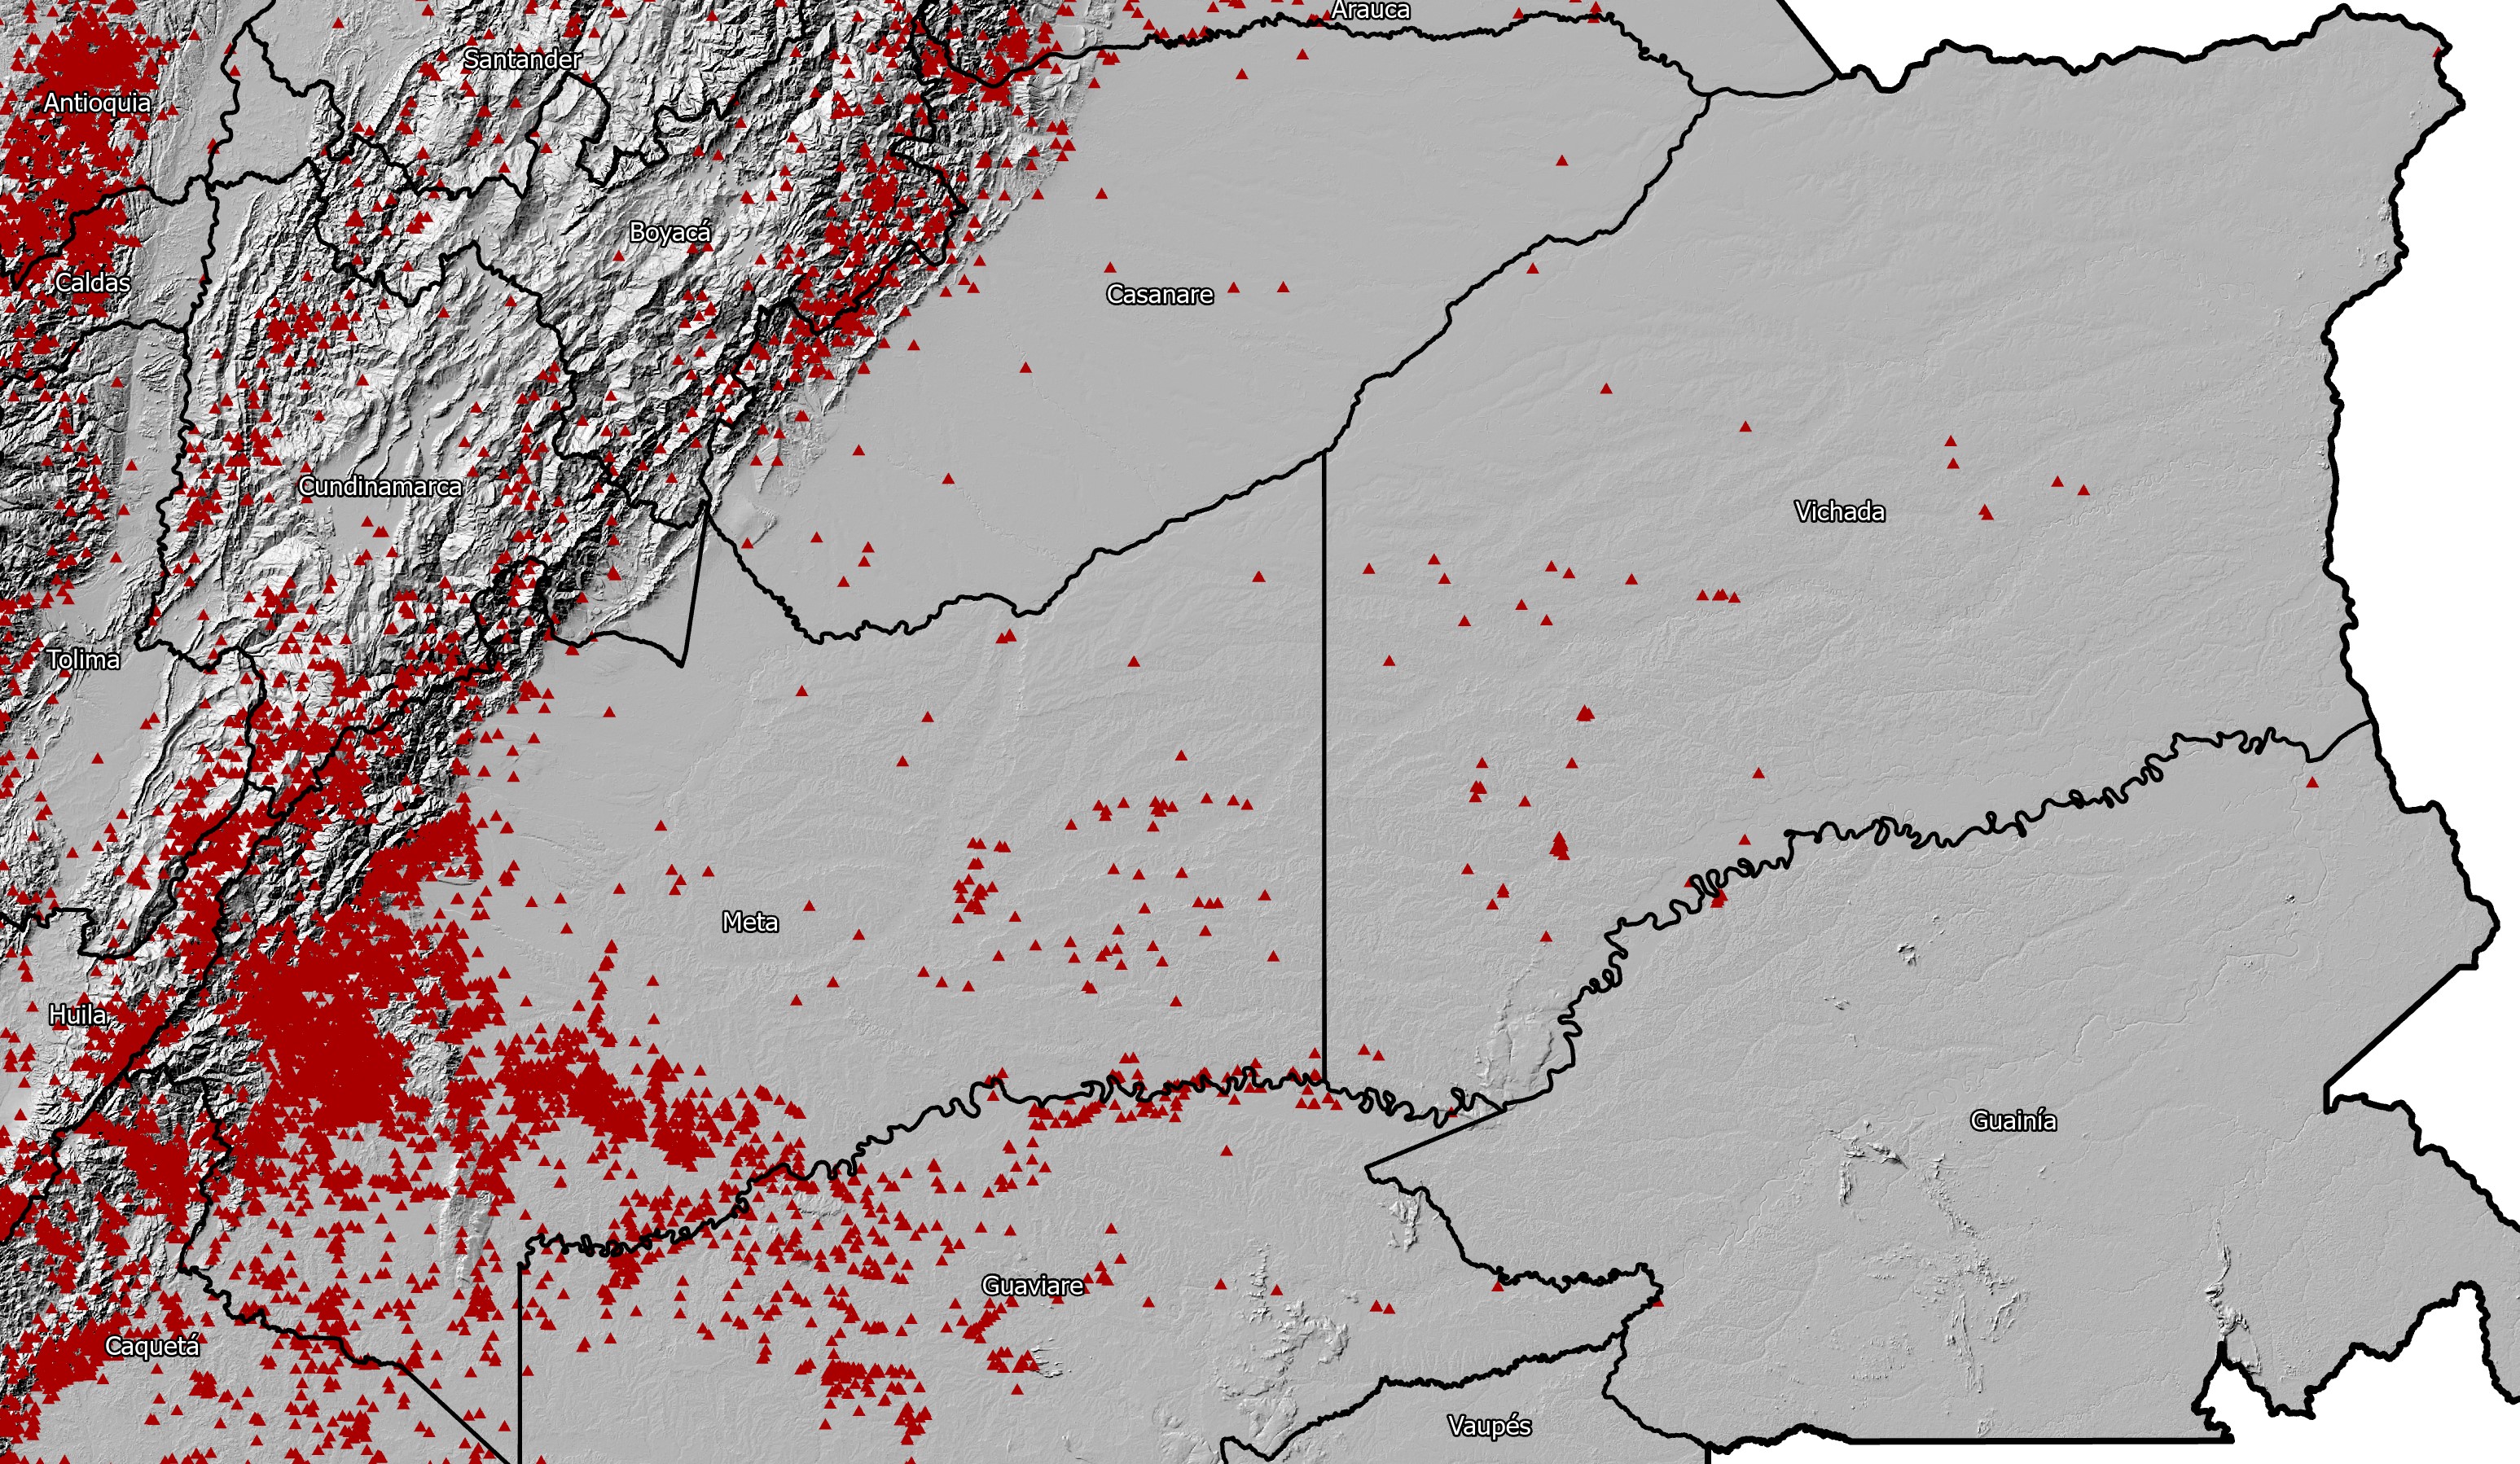 Arauca
Santander
Antioquia
Boyacá
Caldas
Casanare
Cundinamarca
Vichada
Tolima
Meta
Huila
Guainía
Guaviare
Caquetá
Vaupés